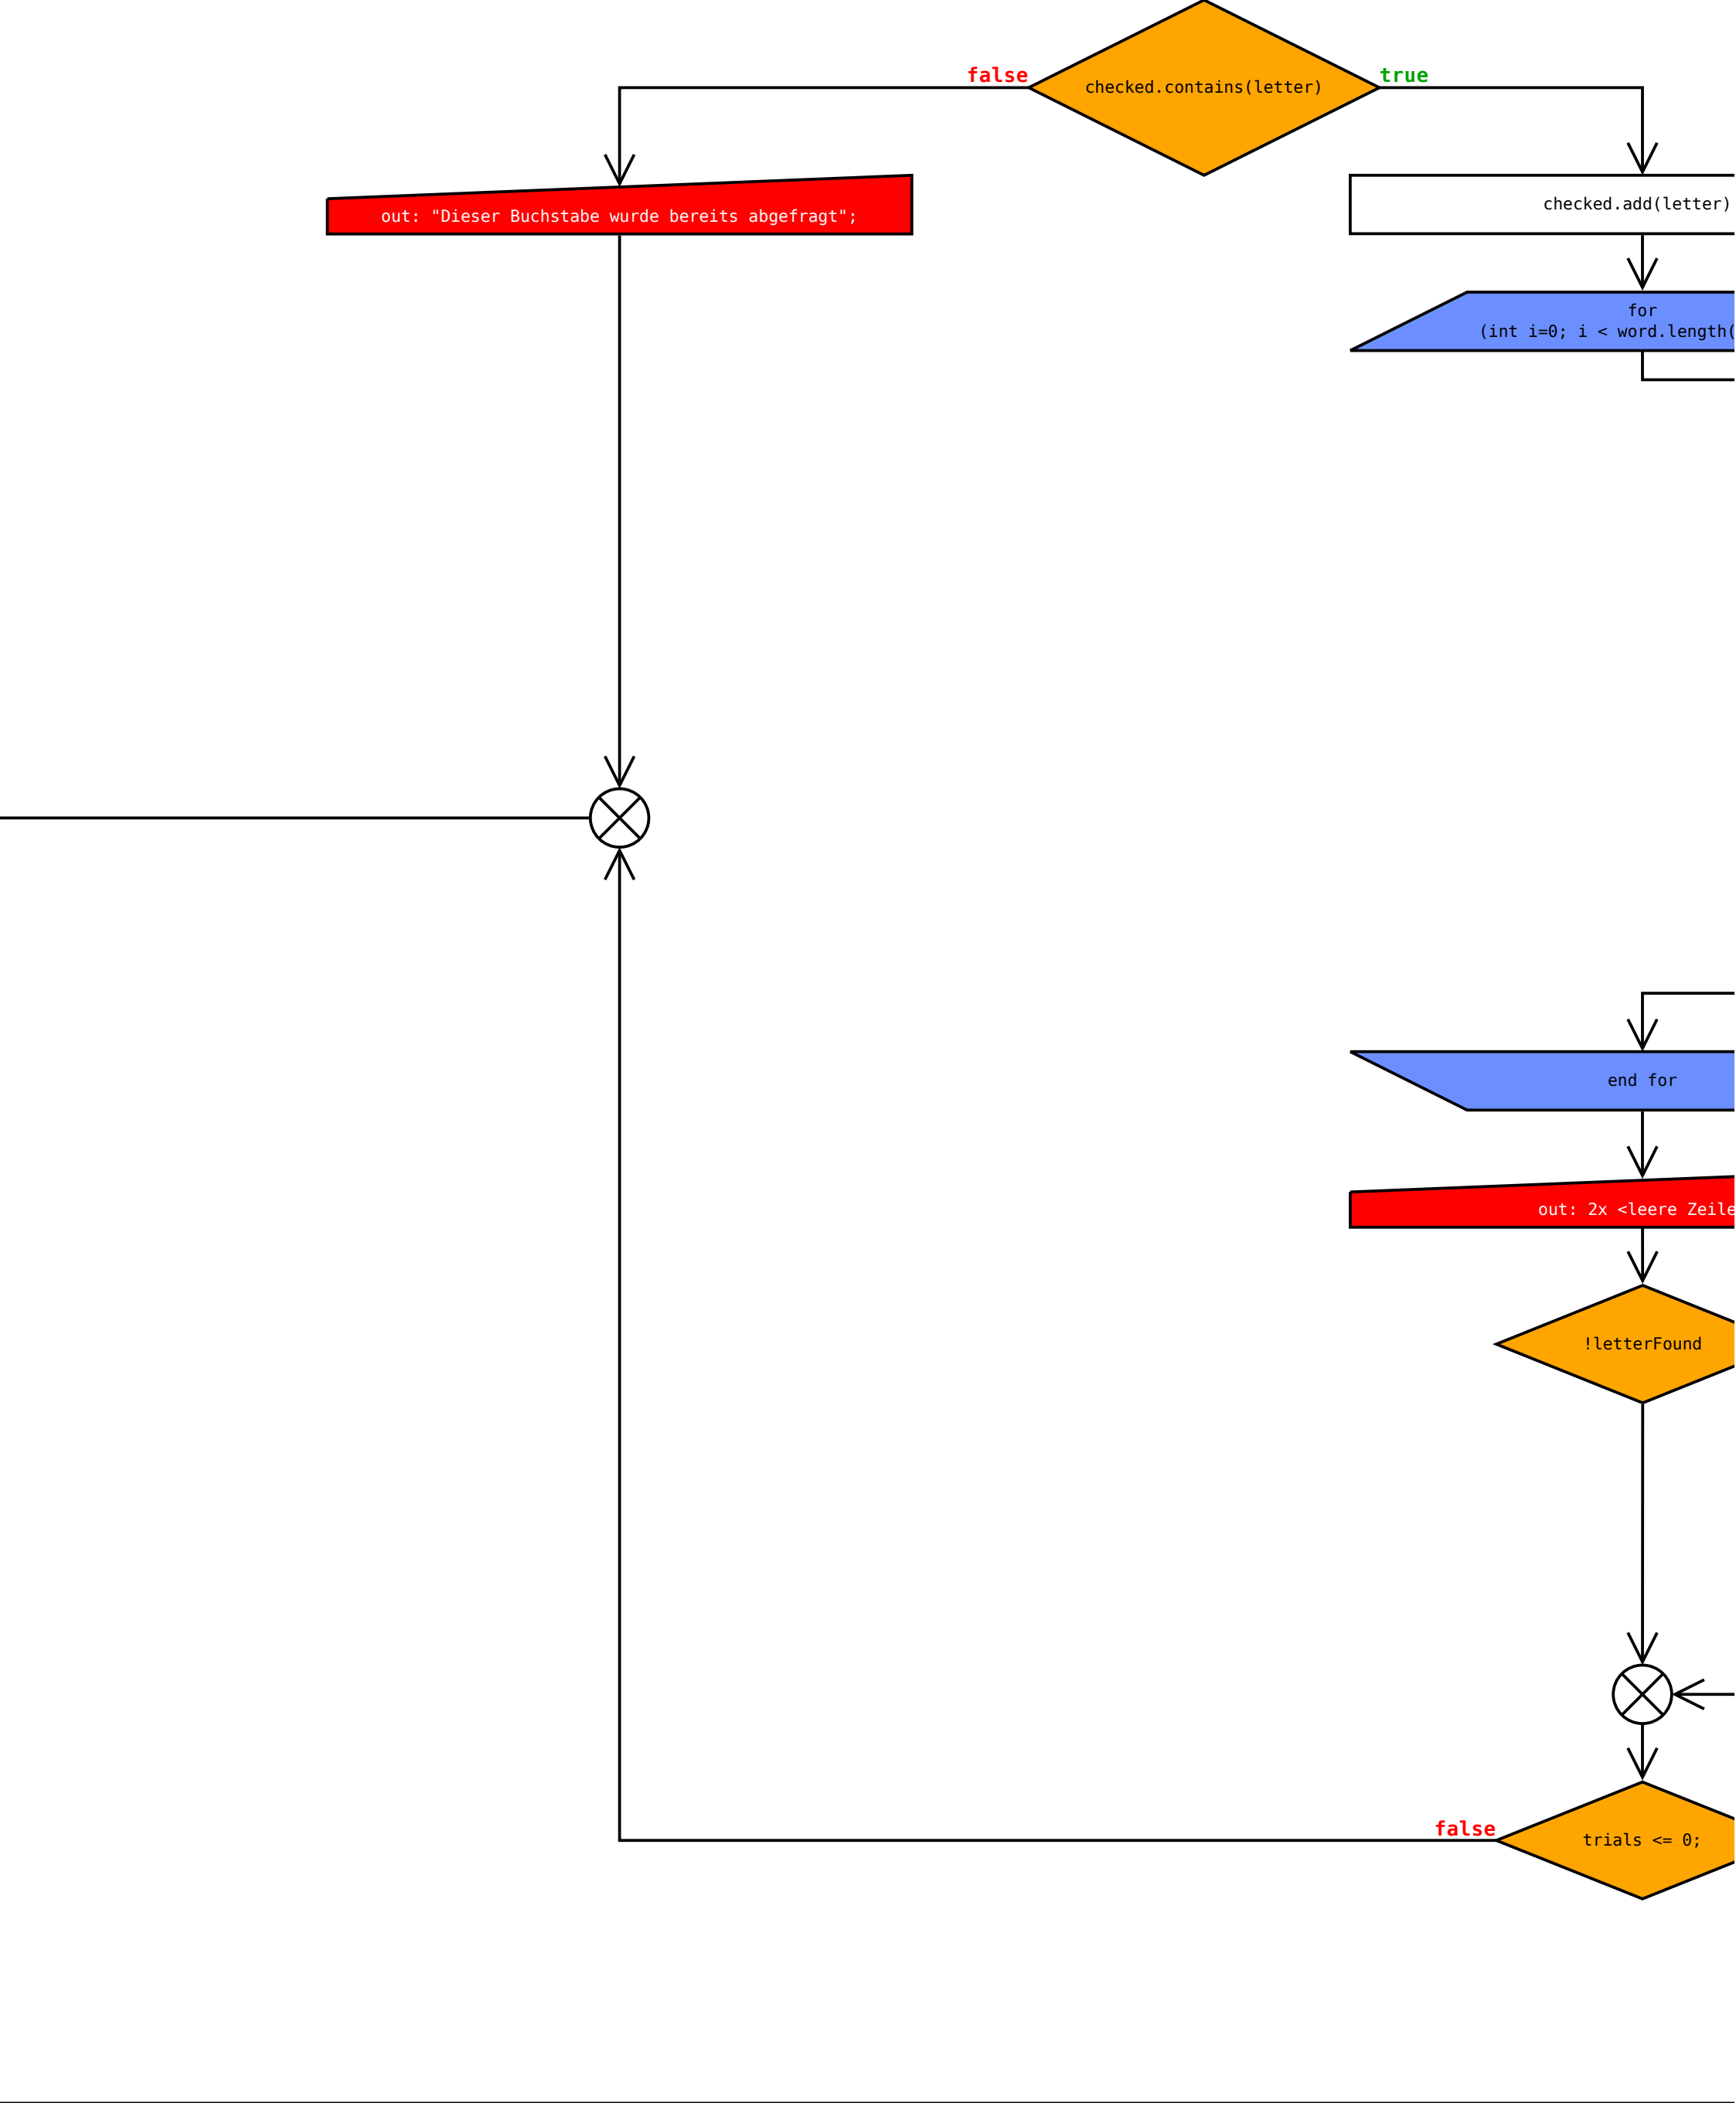 false
true
checked.contains(letter)
out: "Dieser Buchstabe wurde bereits abgefragt";
checked.add(letter)
for
(int i=0; i < word.length(
end for
out: 2x <leere Zeile
!letterFound
false
trials <= 0;